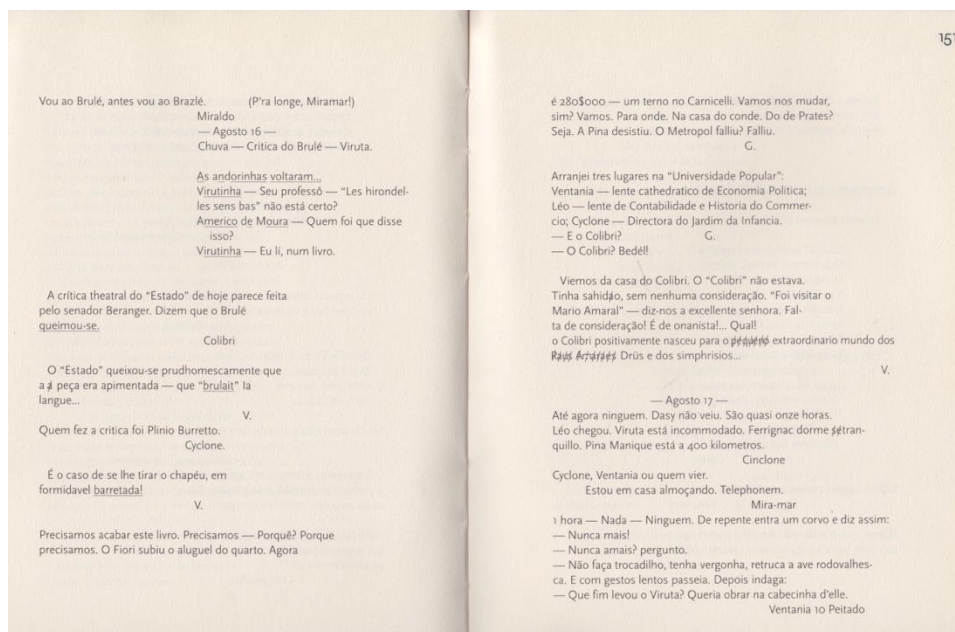 Vou ao Brulé, antes vou ao Brazlé. (P'ra longe, Miramar!)
Miraldo
— Agosto 16 —
Chuva — Critica do Brulé — Viruta.
As andorinhas voltaram...
Virutinha — Seu professô — “Les hirondel-
les sens bas” não está certo?
Americo de Moura — Quem foi que disse
isso?
Virutinha — Eu lí, num livro.
A crítica theatral do “Estado” de hoje parece feita
pelo senador Beranger. Dizem que o Brulé
queimou-se.
Colibri
O “Estado” queixou-se prudhomescamente que
a a peça era apimentada — que “brulait” la
langue...
V.
Quem fez a critica foi Plinio Burretto.
Cyclone.
É o caso de se lhe tirar o chapéu, em
formidavel barretada!
V.
Precisamos acabar este livro. Precisamos — Porquê? Porque
precisamos. O Fiori subiu o aluguel do quarto. Agora
151
é 280$000 — um terno no Carnicelli. Vamos nos mudar,
sim? Vamos. Para onde. Na casa do conde. Do de Prates?
Seja. A Pina desistiu. O Metropol falliu? Falliu.
G.
Arranjei tres lugares na “Universidade Popular”:
Ventania — lente cathedratico de Economia Politica;
Léo — lente de Contabilidade e Historia do Commer-
cio; Cyclone — Directora do Jardim da Infancia.
— E o Colibri? G.
— O Colibri? Bedél!
Viemos da casa do Colibri. O “Colibri” não estava.
Tinha sahido, sem nenhuma consideração. “Foi visitar o
Mario Amaral” — diz-nos a excellente senhora. Fal-
ta de consideração! É de onanista!... Qual!
o Colibri positivamente nasceu para o pequeno extraordinario mundo dos
Drüs e dos simphrisios...
V.
— Agosto 17 —
Até agora ninguem. Dasy não veiu. São quasi onze horas.
Léo chegou. Viruta está incommodado. Ferrignac dorme tran-
quillo. Pina Manique está a 400 kilometros.
Cinclone
Cyclone, Ventania ou quem vier.
Estou em casa almoçando. Telephonem.
Mira-mar
1 hora — Nada — Ninguem. De repente entra um corvo e diz assim:
— Nunca mais!
— Nunca amais? pergunto.
— Não faça trocadilho, tenha vergonha, retruca a ave rodovalhes-
ca. E com gestos lentos passeia. Depois indaga:
— Que fim levou o Viruta? Queria obrar na cabecinha d'elle.
Ventania 10 Peitado